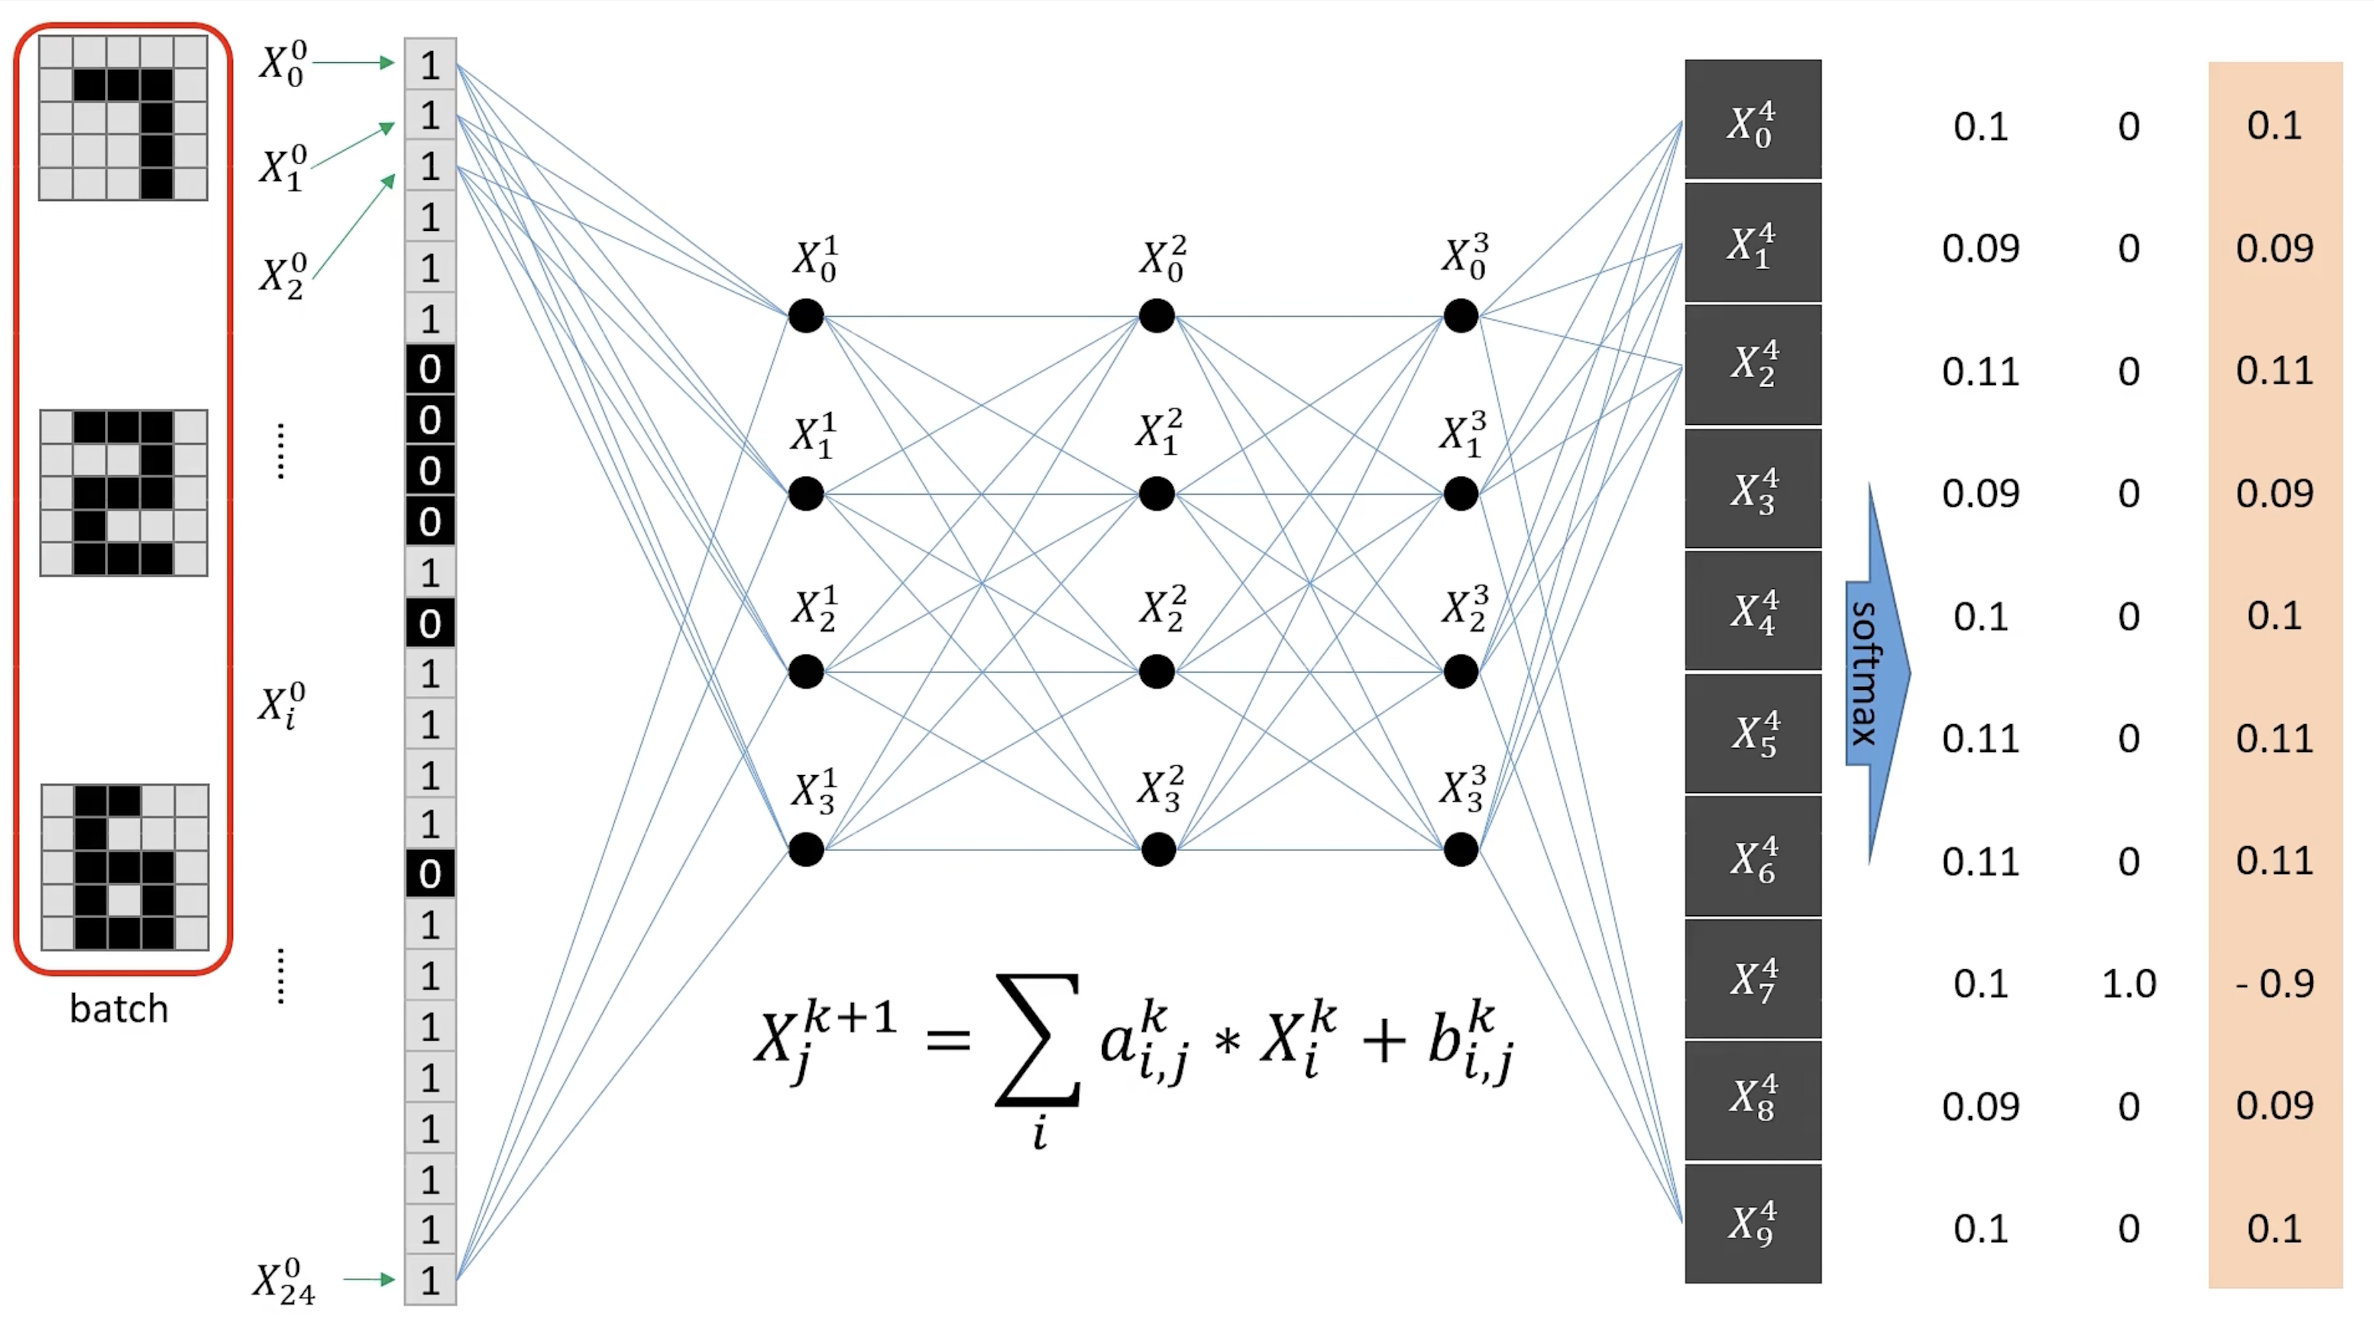 X_0^0
X_1^0
X_2^0
X_i^0
X_24^0
batch
1
1
1
1
1
1
0
0
0
0
1
0
1
1
1
1
0
1
1
1
1
1
1
1
1
X_0^1 X_0^2 X_0^3
X_1^1 X_1^2 X_1^3
X_2^1 X_2^2 X_2^3
X_3^1 X_3^2 X_3^3
X_j^{k+1} = ∑_i a_{i,j}^k * X_i^k + b_{i,j}^k
X_0^4 0.1 0 0.1
X_1^4 0.09 0 0.09
X_2^4 0.11 0 0.11
X_3^4 0.09 0 0.09
X_4^4 0.1 0 0.1
X_5^4 0.11 0 0.11
X_6^4 0.11 0 0.11
X_7^4 0.1 1.0 - 0.9
X_8^4 0.09 0 0.09
X_9^4 0.1 0 0.1
softmax